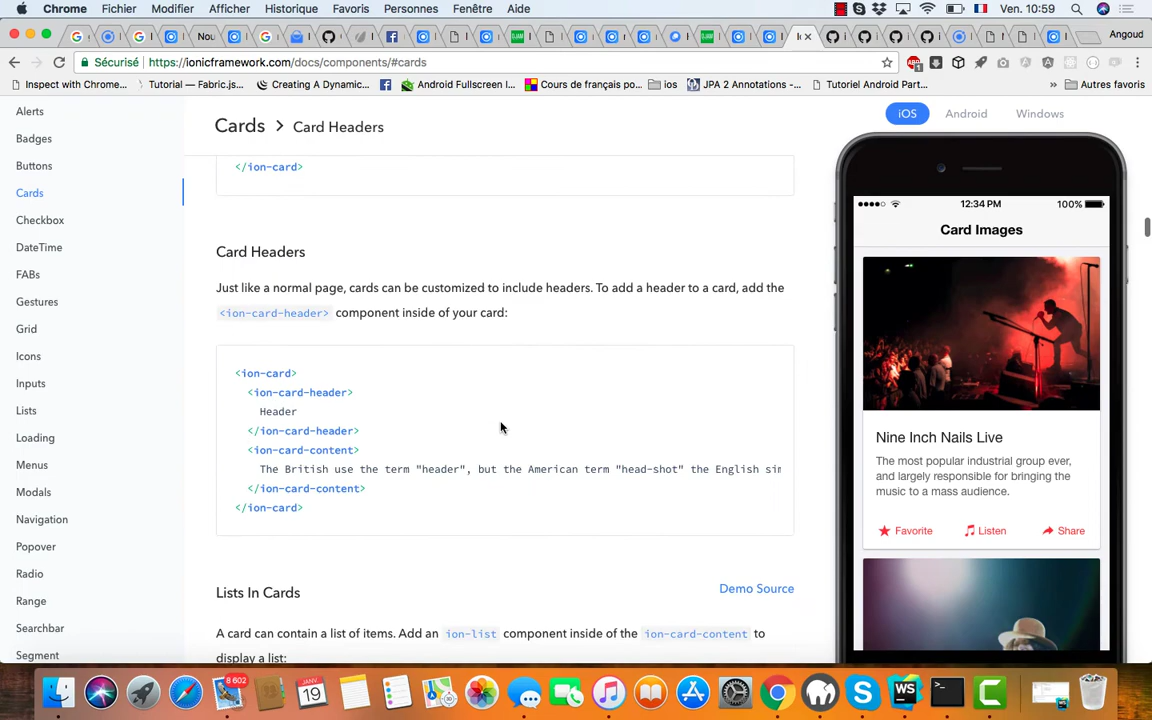 Chrome Fichier Modifier Afficher Historique Favoris Personnes Fenêtre Aide Ven. 10:59
Nou Angoud
Sécurisé https://ionicframework.com/docs/components/#cards
Inspect with Chrome... Tutorial — Fabric.js... Creating A Dynamic... Android Fullscreen I... Cours de français po... ios JPA 2 Annotations -... Tutoriel Android Part... » Autres favoris
Alerts
Badges
Buttons
Cards
Checkbox
DateTime
FABs
Gestures
Grid
Icons
Inputs
Lists
Loading
Menus
Modals
Navigation
Popover
Radio
Range
Searchbar
Segment
Cards > Card Headers
</ion-card>
Card Headers
Just like a normal page, cards can be customized to include headers. To add a header to a card, add the
<ion-card-header> component inside of your card:
<ion-card>
<ion-card-header>
Header
</ion-card-header>
<ion-card-content>
The British use the term "header", but the American term "head-shot" the English sim
</ion-card-content>
</ion-card>
Lists In Cards Demo Source
A card can contain a list of items. Add an ion-list component inside of the ion-card-content to
display a list:
iOS Android Windows
12:34 PM 100%
Card Images
Nine Inch Nails Live
The most popular industrial group ever,
and largely responsible for bringing the
music to a mass audience.
Favorite Listen Share
8 602
JANV.
19
WS